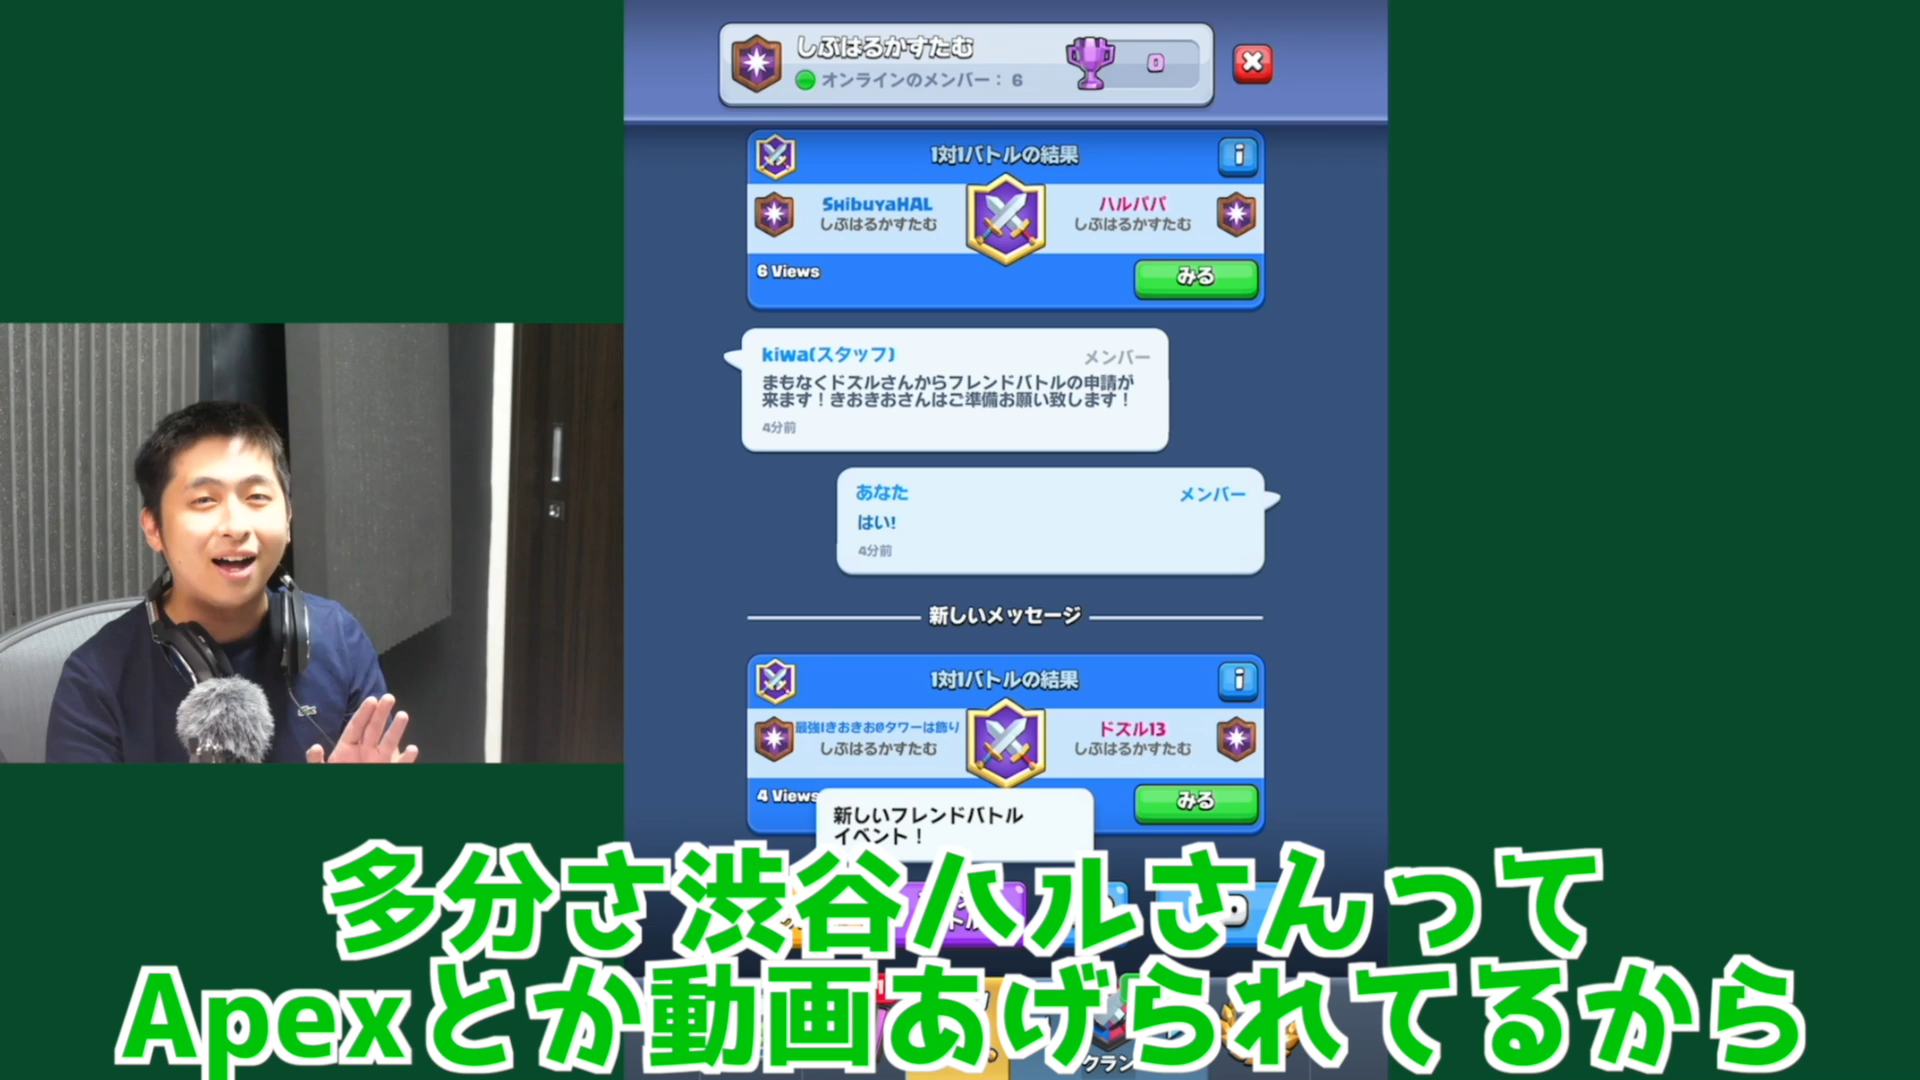 しぶはるかすたむ
オンラインのメンバー：6
0
1対1バトルの結果
SHibuyaHAL
しぶはるかすたむ
ハルパパ
しぶはるかすたむ
6 Views
みる
kiwa(スタッフ)
メンバー
まもなくドズルさんからフレンドバトルの申請が
来ます！きおきおさんはご準備お願い致します！
4分前
あなた
メンバー
はい!
4分前
新しいメッセージ
1対1バトルの結果
最強!きおきお@タワーは飾り
しぶはるかすたむ
ドズル13
しぶはるかすたむ
4 Views
みる
新しいフレンドバトル
イベント！
多分さ渋谷ハルさんって
Apexとか動画あげられてるから
クラン